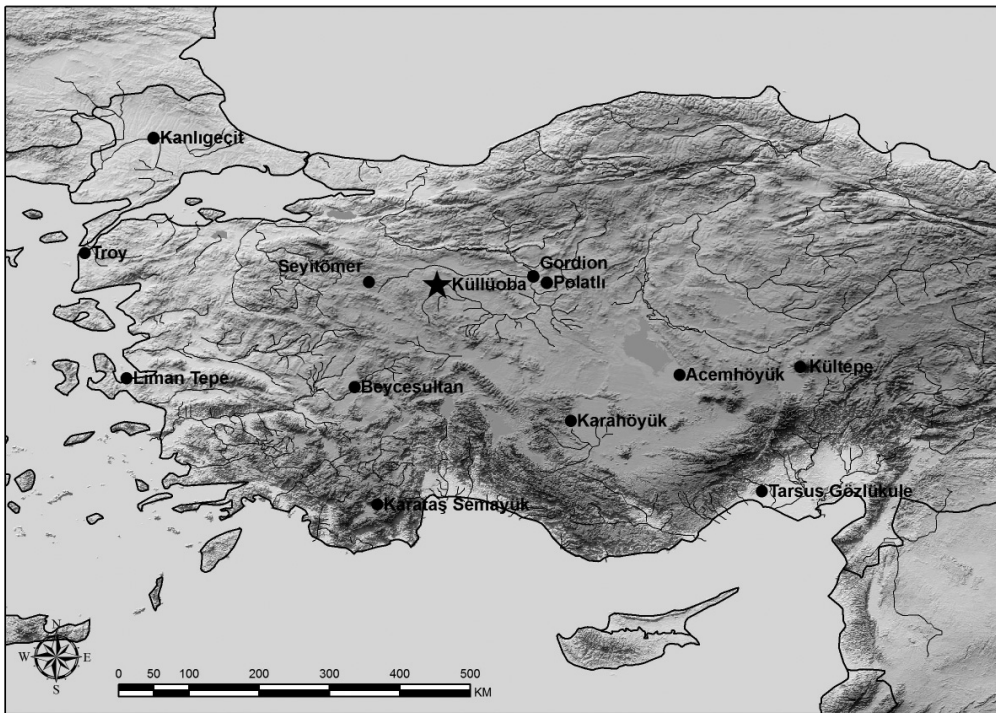 Kanlıgeçit
Troy
Seyitömer
Küllüoba
Gordion
Polatlı
Liman Tepe
Beycesultan
Acemhöyük
Kültepe
Karahöyük
Karataş Semayük
Tarsus Gözlükule
N
W E
S
0 50 100 200 300 400 500
KM